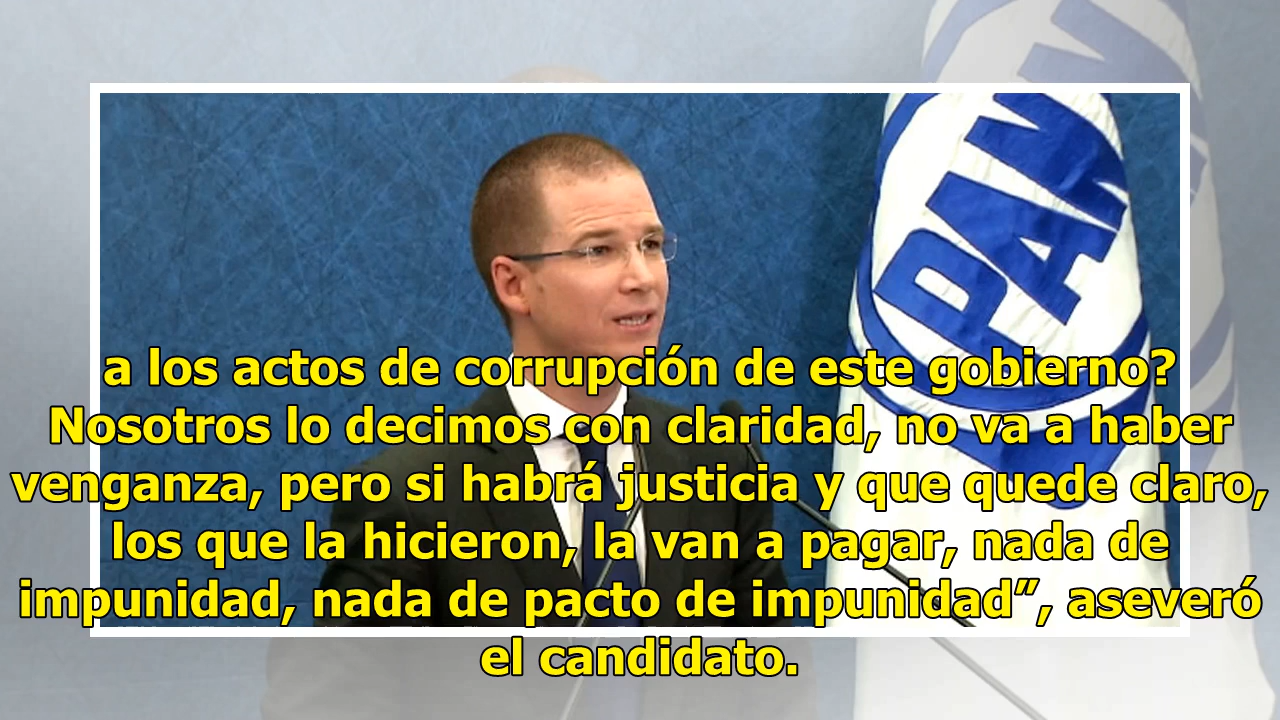 PAN
a los actos de corrupción de este gobierno?
Nosotros lo decimos con claridad, no va a haber
venganza, pero si habrá justicia y que quede claro,
los que la hicieron, la van a pagar, nada de
impunidad, nada de pacto de impunidad”, aseveró
el candidato.